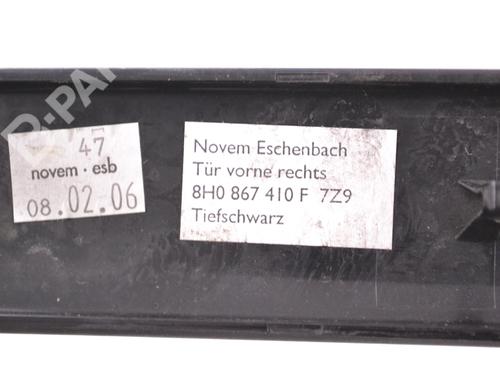 47
novem · esb
08.02.06
Novem Eschenbach
Tür vorne rechts
8H0 867 410 F 7Z9
Tiefschwarz